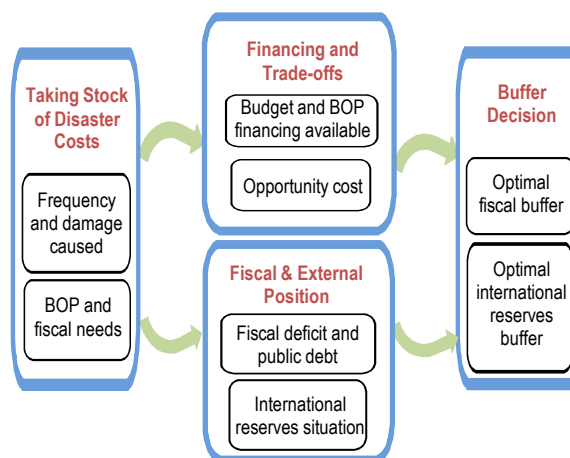 Taking Stock
of Disaster
Costs
Frequency
and damage
caused
BOP and
fiscal needs
Financing and
Trade-offs
Budget and BOP
financing available
Opportunity cost
Fiscal & External
Position
Fiscal deficit and
public debt
International
reserves situation
Buffer
Decision
Optimal
fiscal buffer
Optimal
international
reserves
buffer